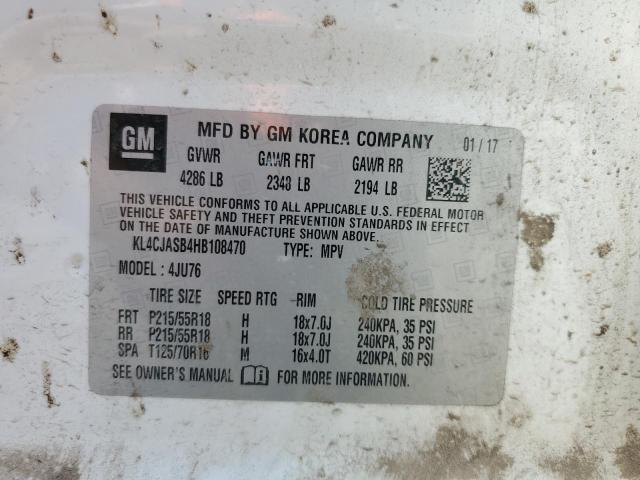 GM MFD BY GM KOREA COMPANY 01/17
GVWR GAWR FRT GAWR RR
4286 LB 2348 LB 2194 LB
THIS VEHICLE CONFORMS TO ALL APPLICABLE U.S. FEDERAL MOTOR
VEHICLE SAFETY AND THEFT PREVENTION STANDARDS IN EFFECT
ON THE DATE OF MANUFACTURE SHOWN ABOVE.
KL4CJASB4HB108470 TYPE: MPV
MODEL : 4JU76
TIRE SIZE SPEED RTG RIM COLD TIRE PRESSURE
FRT P215/55R18 H 18x7.0J 240KPA, 35 PSI
RR P215/55R18 H 18x7.0J 240KPA, 35 PSI
SPA T125/70R16 M 16x4.0T 420KPA, 60 PSI
SEE OWNER'S MANUAL FOR MORE INFORMATION.